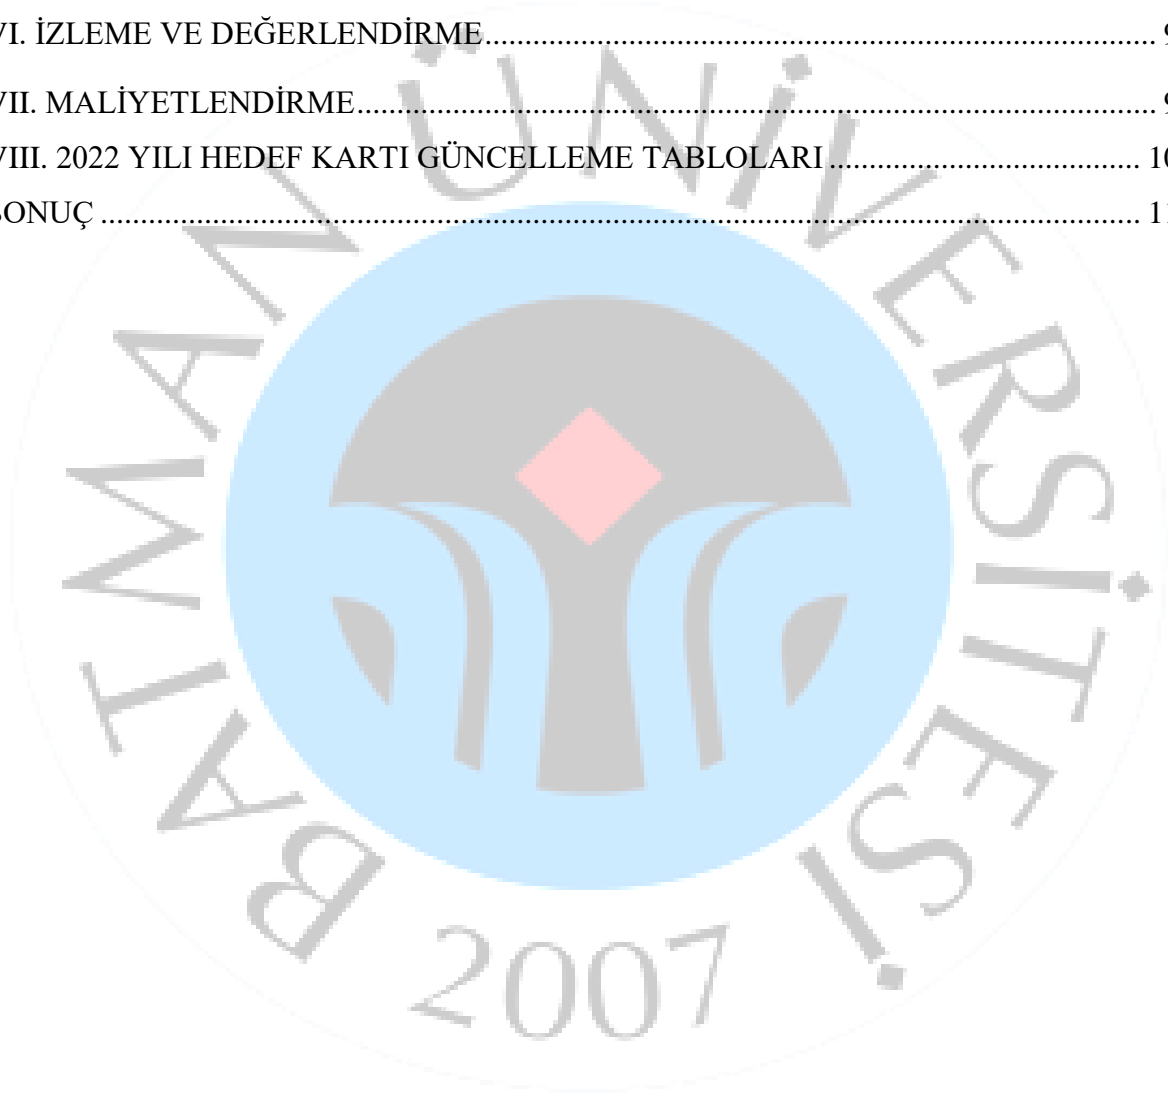 VI. İZLEME VE DEĞERLENDİRME.................................................................................... 9
VII. MALİYETLENDİRME.................................................................................................... 9
VIII. 2022 YILI HEDEF KARTI GÜNCELLEME TABLOLARI ....................................... 10
SONUÇ .................................................................................................................................. 11
BATMAN ÜNİVERSİTESİ
2007